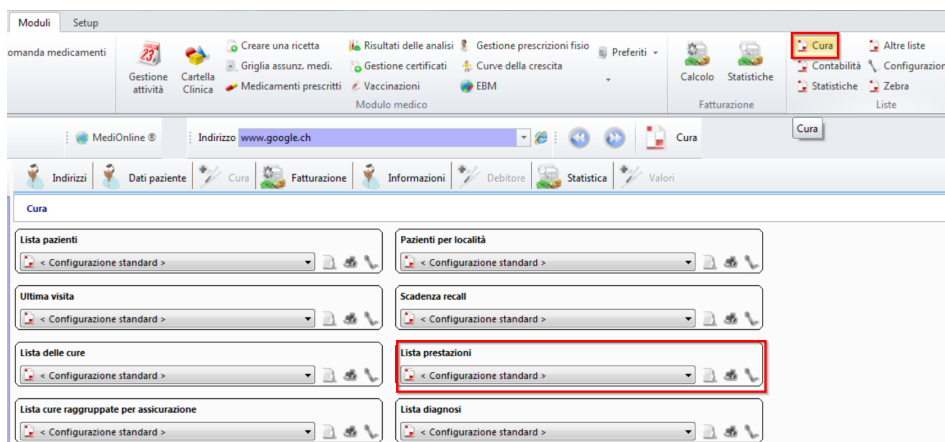 Moduli Setup
omanda medicamenti
Gestione attività
Cartella Clinica
Creare una ricetta
Griglia assunz. medi.
Medicamenti prescritti
Risultati delle analisi
Gestione certificati
Vaccinazioni
Gestione prescrizioni fisio
Curve della crescita
EBM
Preferiti
Modulo medico
Calcolo Statistiche
Fatturazione
Cura
Contabilità
Statistiche
Altre liste
Configurazion
Zebra
Liste
Cura
MediOnline ® Indirizzo www.google.ch Cura
Indirizzi Dati paziente Cura Fatturazione Informazioni Debitore Statistica Valori
Cura
Lista pazienti
< Configurazione standard >
Pazienti per località
< Configurazione standard >
Ultima visita
< Configurazione standard >
Scadenza recall
< Configurazione standard >
Lista delle cure
< Configurazione standard >
Lista prestazioni
< Configurazione standard >
Lista cure raggruppate per assicurazione
< Configurazione standard >
Lista diagnosi
< Configurazione standard >